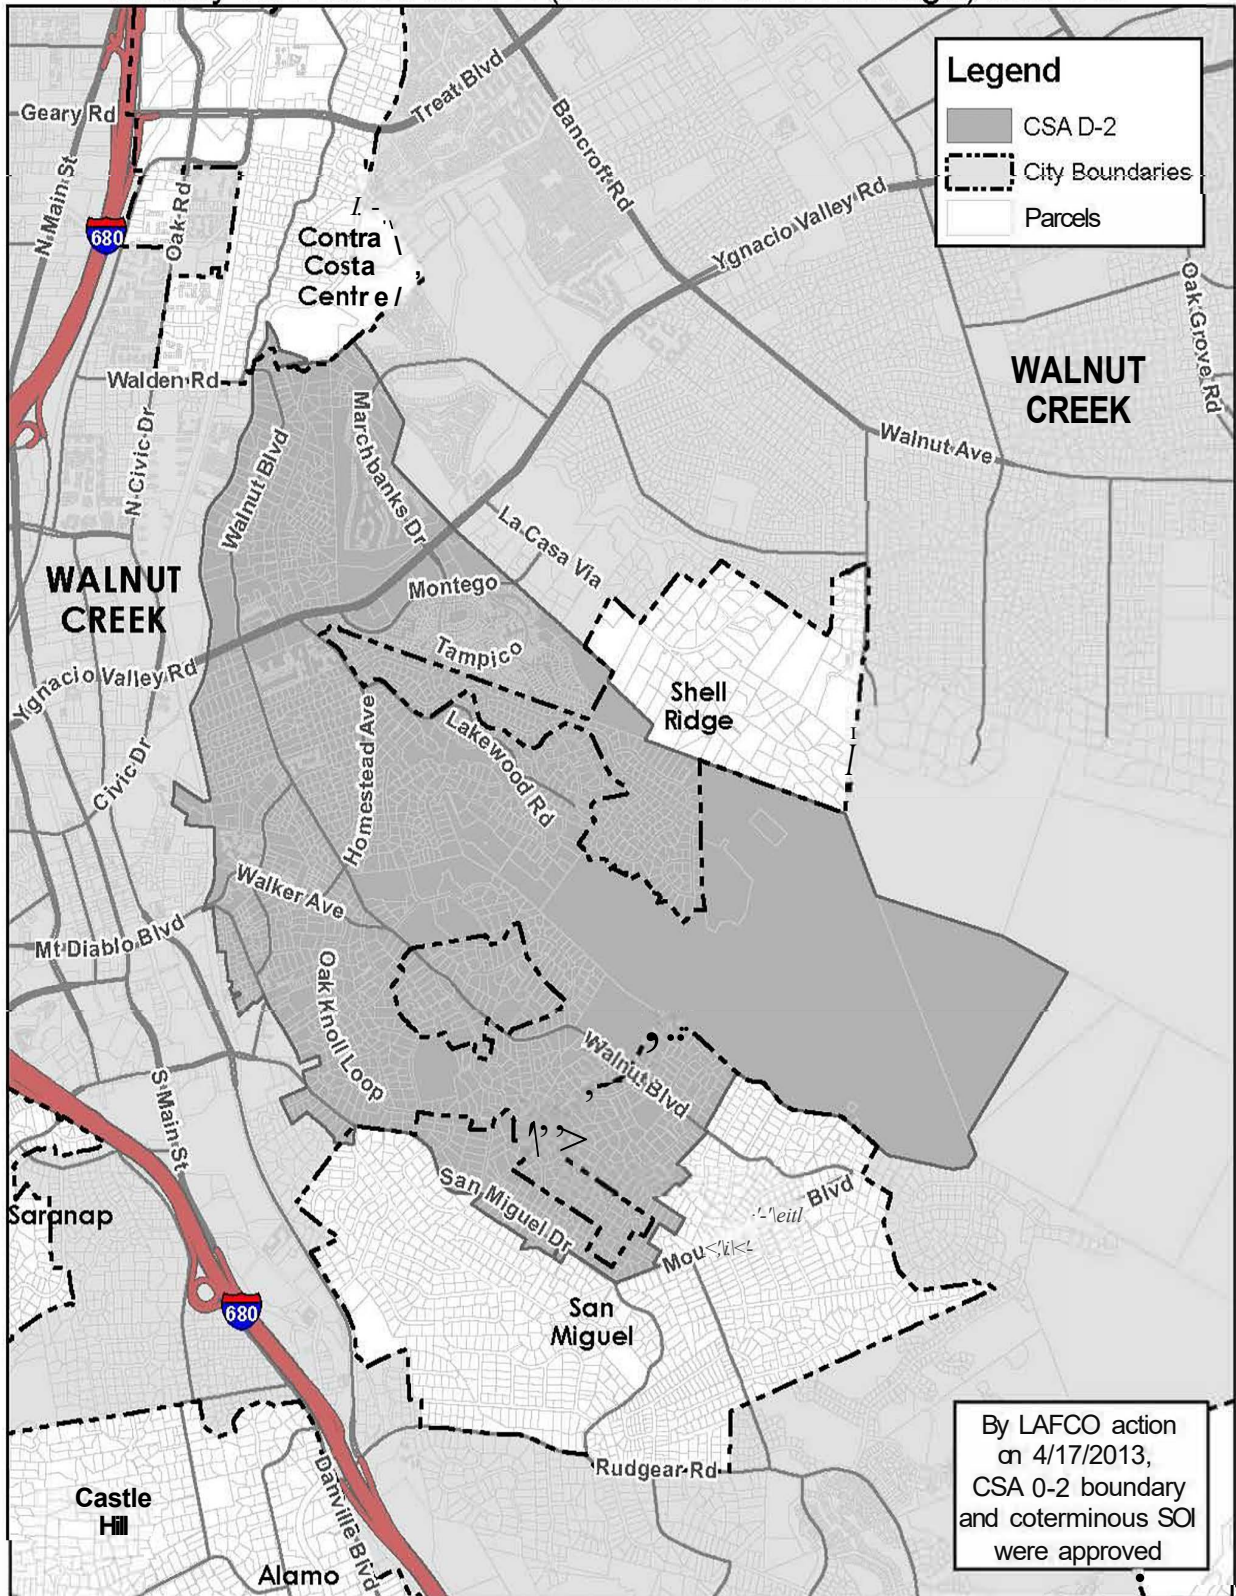 Geary Rd
Treat Blvd
Legend
CSA D-2
City Boundaries
Parcels
N Main St
Oak Rd
Bancroft Rd
Ygnacio Valley Rd
680
Contra
Costa
Centre
Oak Grove Rd
WALNUT
CREEK
Walden Rd
Marchbanks Dr
N Civic Dr
Walnut Blvd
Walnut Ave
La Casa Via
WALNUT
CREEK
Montego
Tampico
Ygnacio Valley Rd
Shell
Ridge
Homestead Ave
Lakewood Rd
Civic Dr
Walker Ave
Mt Diablo Blvd
Oak Knoll Loop
Walnut Blvd
S Main St
San Miguel Dr
Blvd
Mou
Saranap
680
San
Miguel
By LAFCO action
on 4/17/2013,
CSA 0-2 boundary
and coterminous SOI
were approved
Rudgear Rd
Castle
Hill
Danville Blvd
Alamo